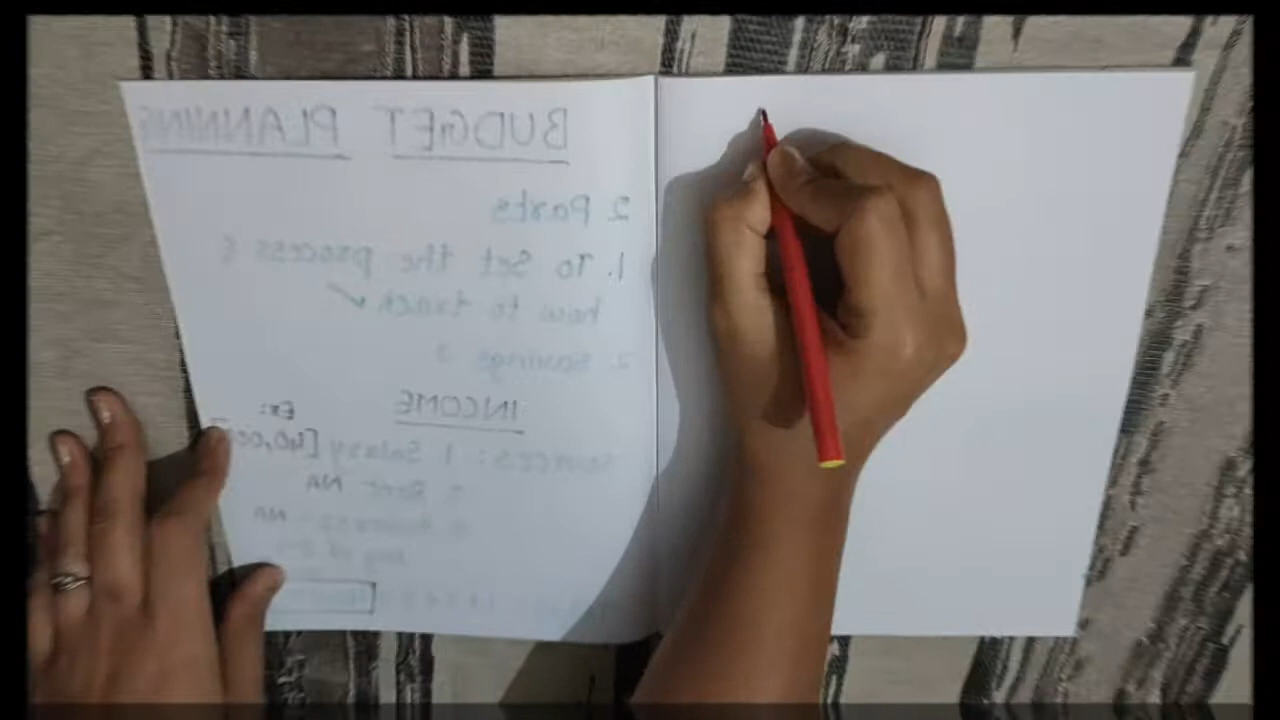 BUDGET PLANNING
2 Parts
1. To Set the process &
how to track ✓
2. Savings
INCOME
Ex:
Sources: 1 Salary [40,000
2 Rent NA
NA